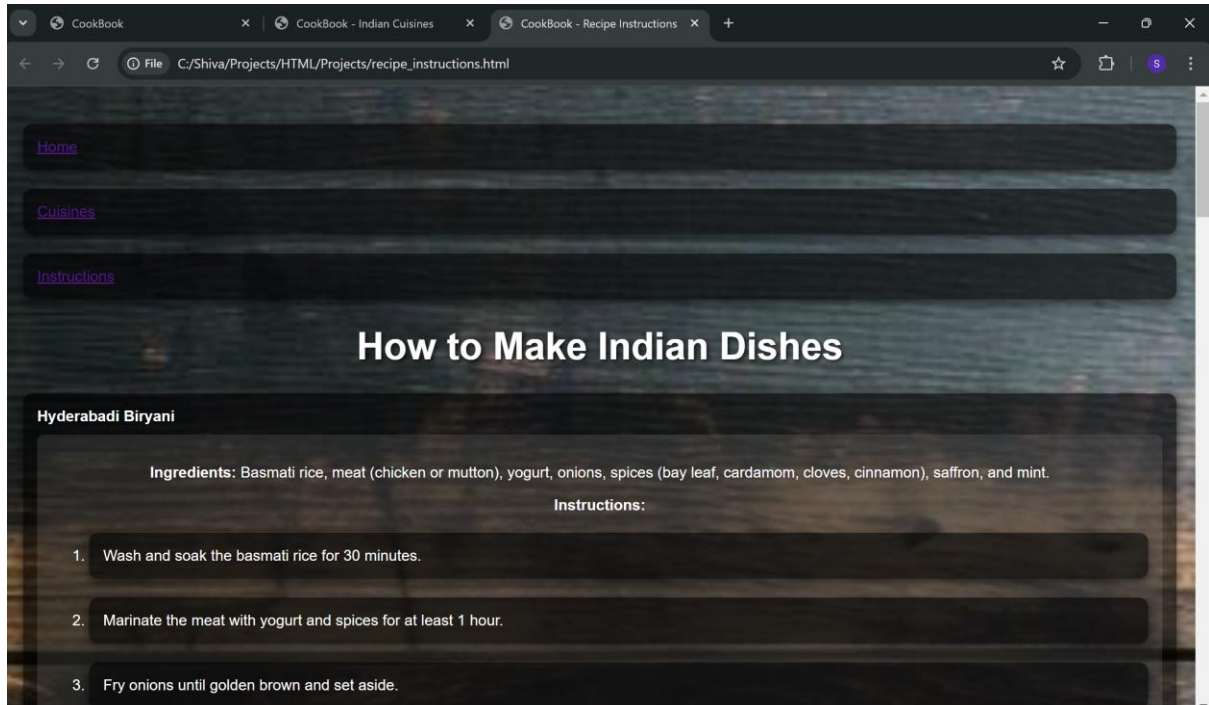 CookBook
CookBook - Indian Cuisines
CookBook - Recipe Instructions
File C:/Shiva/Projects/HTML/Projects/recipe_instructions.html
S
Home
Cuisines
Instructions
How to Make Indian Dishes
Hyderabadi Biryani
Ingredients: Basmati rice, meat (chicken or mutton), yogurt, onions, spices (bay leaf, cardamom, cloves, cinnamon), saffron, and mint.
Instructions:
1. Wash and soak the basmati rice for 30 minutes.
2. Marinate the meat with yogurt and spices for at least 1 hour.
3. Fry onions until golden brown and set aside.